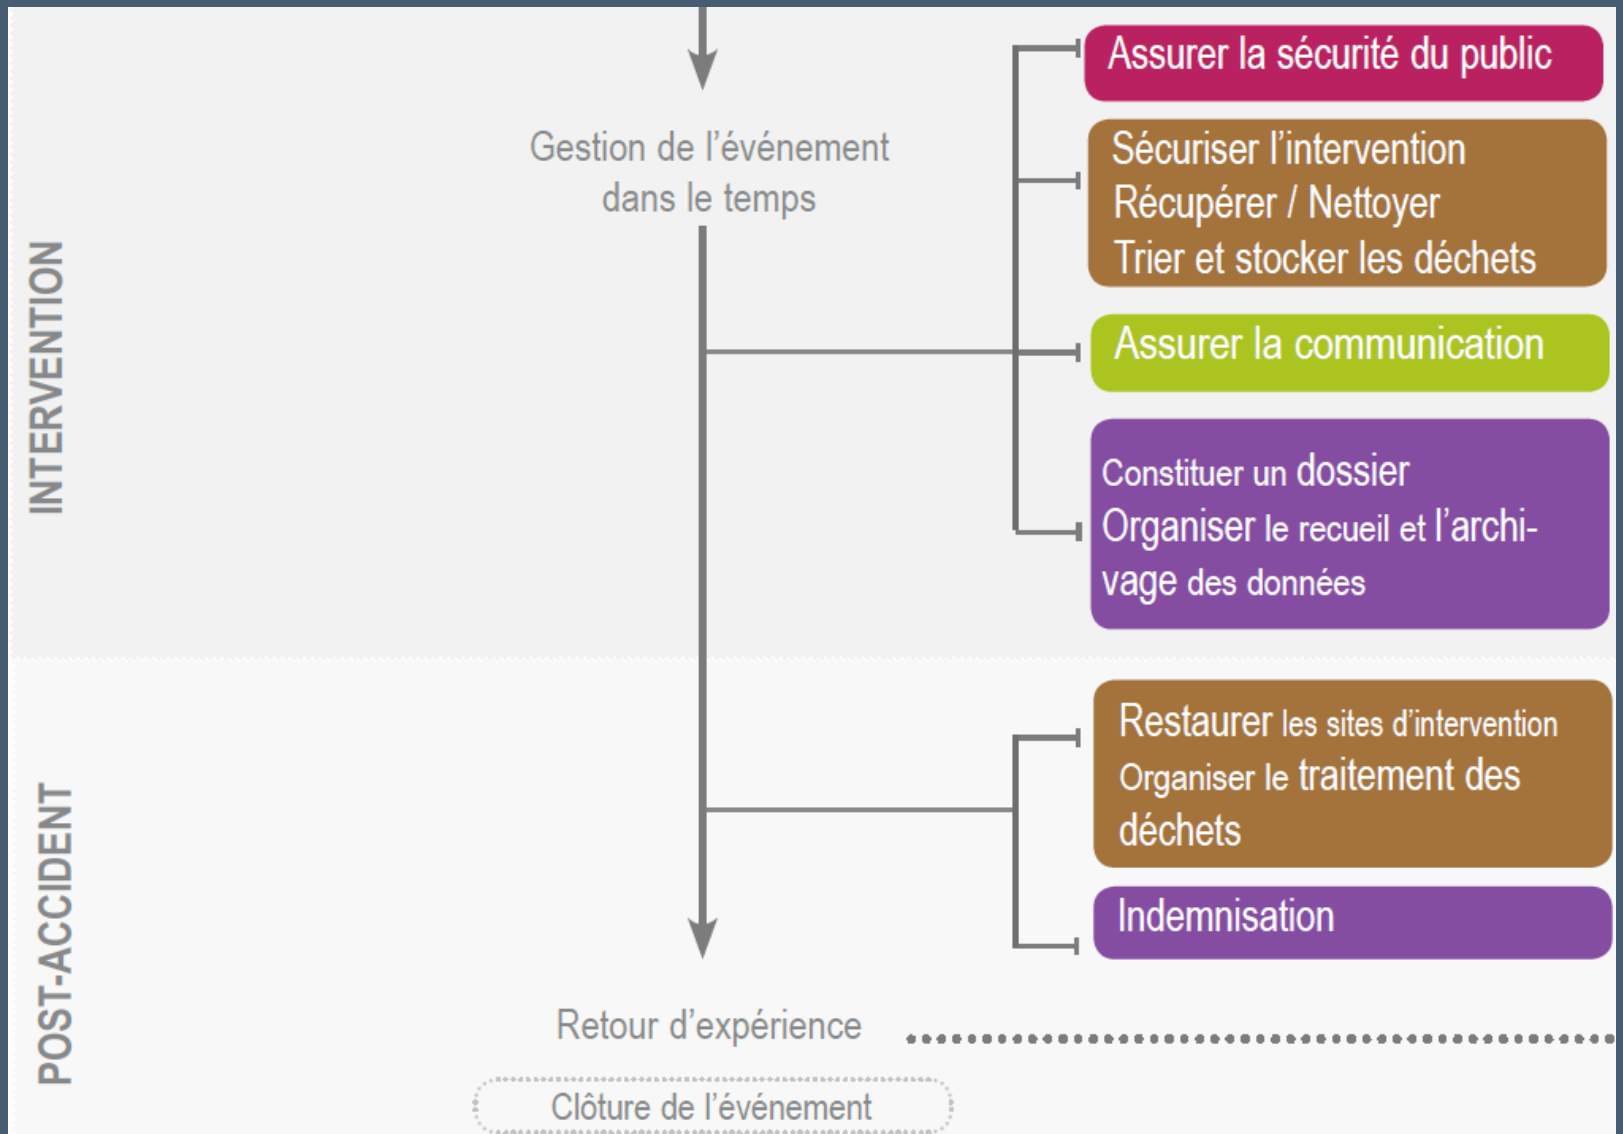 INTERVENTION
Gestion de l’événement
dans le temps
Assurer la sécurité du public
Sécuriser l’intervention
Récupérer / Nettoyer
Trier et stocker les déchets
Assurer la communication
Constituer un dossier
Organiser le recueil et l’archi-
vage des données
POST-ACCIDENT
Restaurer les sites d’intervention
Organiser le traitement des
déchets
Indemnisation
Retour d’expérience
Clôture de l’événement